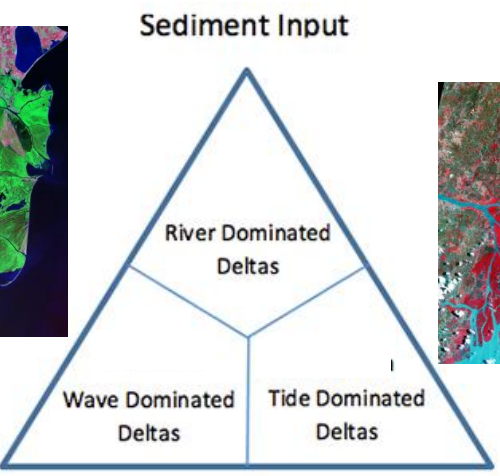 Sediment Input
River Dominated
Deltas
Wave Dominated
Deltas
Tide Dominated
Deltas